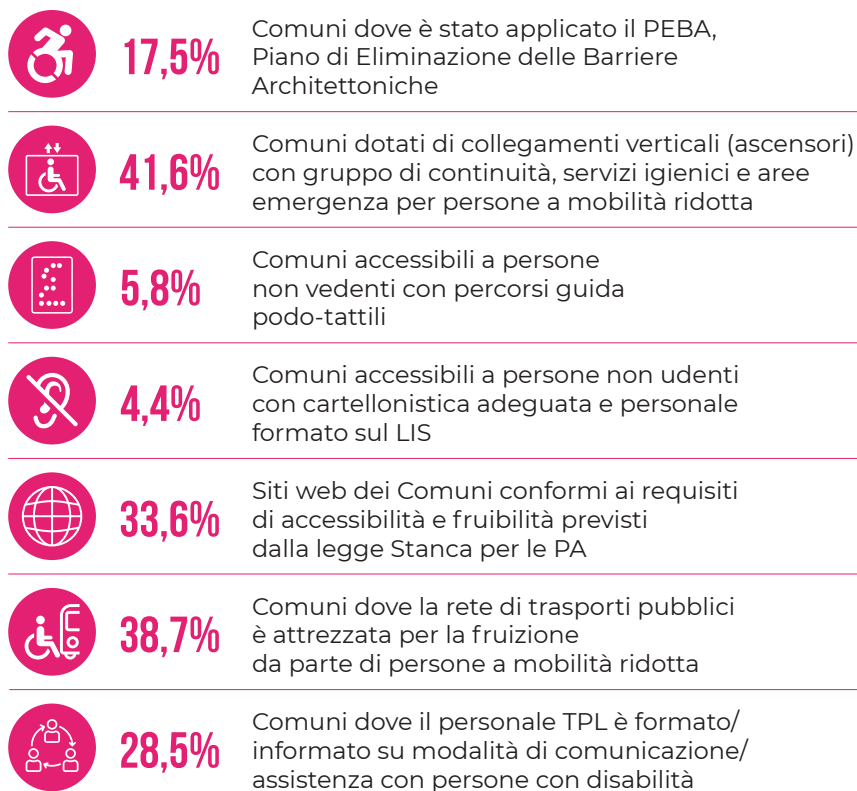 17,5%
Comuni dove è stato applicato il PEBA,
Piano di Eliminazione delle Barriere
Architettoniche
41,6%
Comuni dotati di collegamenti verticali (ascensori)
con gruppo di continuità, servizi igienici e aree
emergenza per persone a mobilità ridotta
5,8%
Comuni accessibili a persone
non vedenti con percorsi guida
podo-tattili
4,4%
Comuni accessibili a persone non udenti
con cartellonistica adeguata e personale
formato sul LIS
33,6%
Siti web dei Comuni conformi ai requisiti
di accessibilità e fruibilità previsti
dalla legge Stanca per le PA
38,7%
Comuni dove la rete di trasporti pubblici
è attrezzata per la fruizione
da parte di persone a mobilità ridotta
28,5%
Comuni dove il personale TPL è formato/
informato su modalità di comunicazione/
assistenza con persone con disabilità